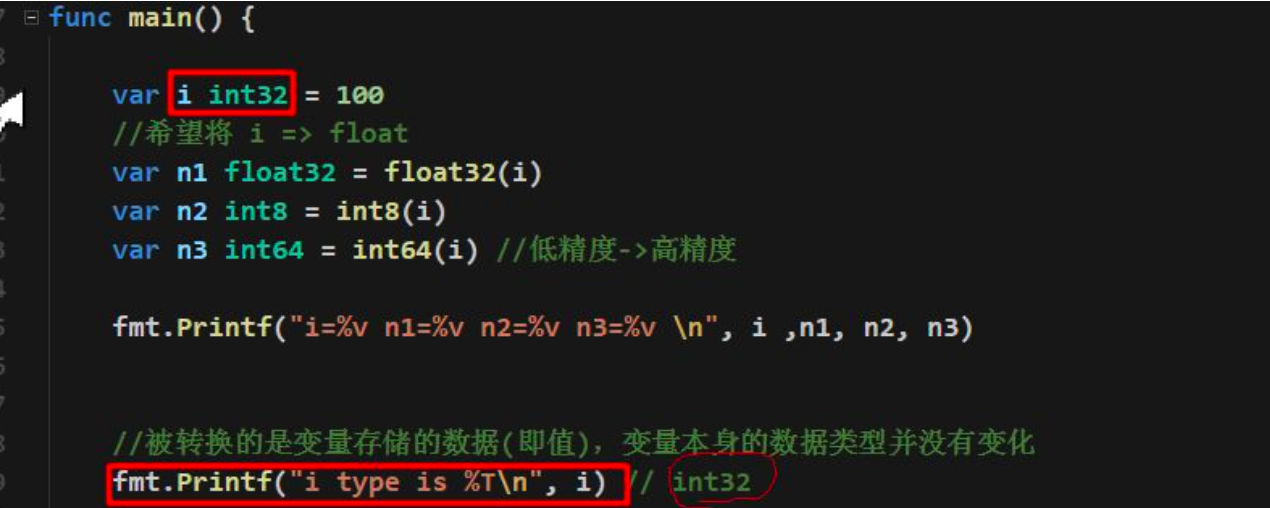 func main() {
var i int32 = 100
//希望将 i => float
var n1 float32 = float32(i)
var n2 int8 = int8(i)
var n3 int64 = int64(i) //低精度->高精度
fmt.Printf("i=%v n1=%v n2=%v n3=%v \n", i ,n1, n2, n3)
//被转换的是变量存储的数据(即值), 变量本身的数据类型并没有变化
fmt.Printf("i type is %T\n", i) // int32